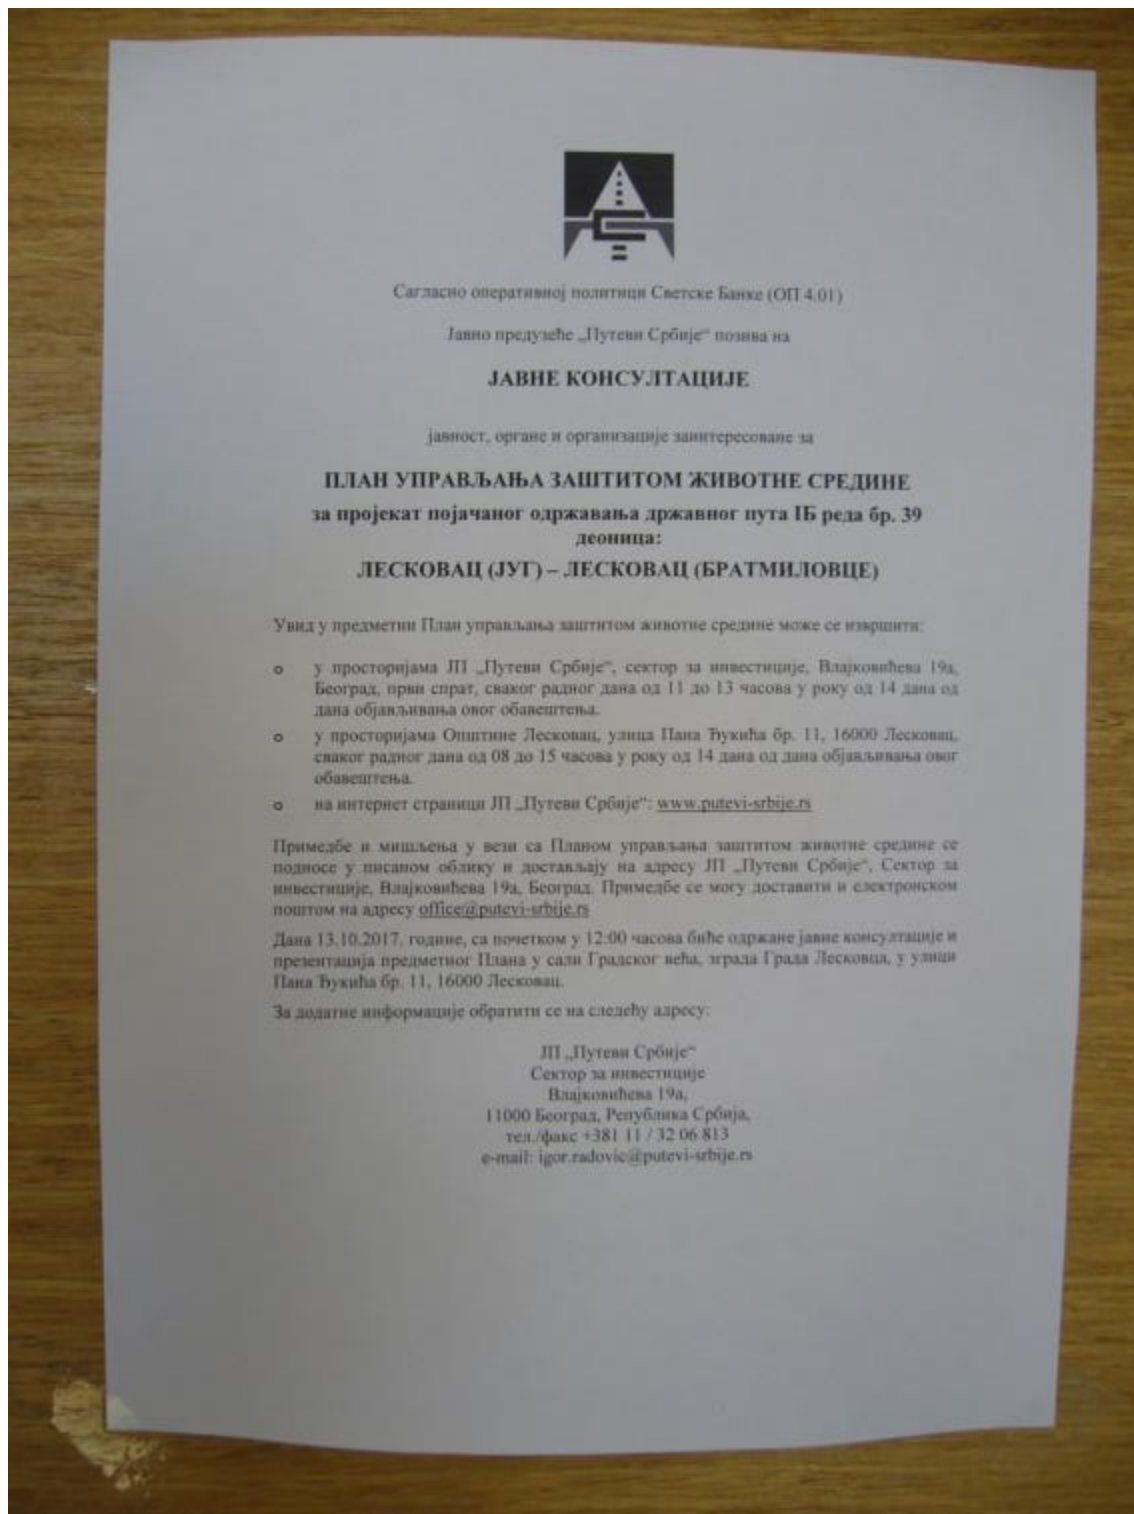 Сагласно оперативној политици Светске Банке (ОП 4.01)
Јавно предузеће „Путеви Србије“ позива на
ЈАВНЕ КОНСУЛТАЦИЈЕ
јавност, органе и организације заинтересоване за
ПЛАН УПРАВЉАЊА ЗАШТИТОМ ЖИВОТНЕ СРЕДИНЕ
за пројекат појачаног одржавања државног пута IБ реда бр. 39
деоница:
ЛЕСКОВАЦ (ЈУГ) – ЛЕСКОВАЦ (БРАТМИЛОВЦЕ)
Увид у предметни План управљања заштитом животне средине може се извршити:
o у просторијама ЈП „Путеви Србије“, сектор за инвестиције, Влајковићева 19а,
Београд, први спрат, сваког радног дана од 11 до 13 часова у року од 14 дана од
дана објављивања овог обавештења.
o у просторијама Општине Лесковац, улица Пана Ђукића бр. 11, 16000 Лесковац,
сваког радног дана од 08 до 15 часова у року од 14 дана од дана објављивања овог
обавештења.
o на интернет страници ЈП „Путеви Србије“: www.putevi-srbije.rs
Примедбе и мишљења у вези са Планом управљања заштитом животне средине се
подносе у писаном облику и достављају на адресу ЈП „Путеви Србије“, Сектор за
инвестиције, Влајковићева 19а, Београд. Примедбе се могу доставити и електронском
поштом на адресу office@putevi-srbije.rs
Дана 13.10.2017. године, са почетком у 12:00 часова биће одржане јавне консултације и
презентација предметног Плана у сали Градског већа, зграда Града Лесковца, у улици
Пана Ђукића бр. 11, 16000 Лесковац.
За додатне информације обратити се на следећу адресу:
ЈП „Путеви Србије“
Сектор за инвестиције
Влајковићева 19а,
11000 Београд, Република Србија,
тел./факс +381 11 / 32 06 813
e-mail: igor.radovic@putevi-srbije.rs